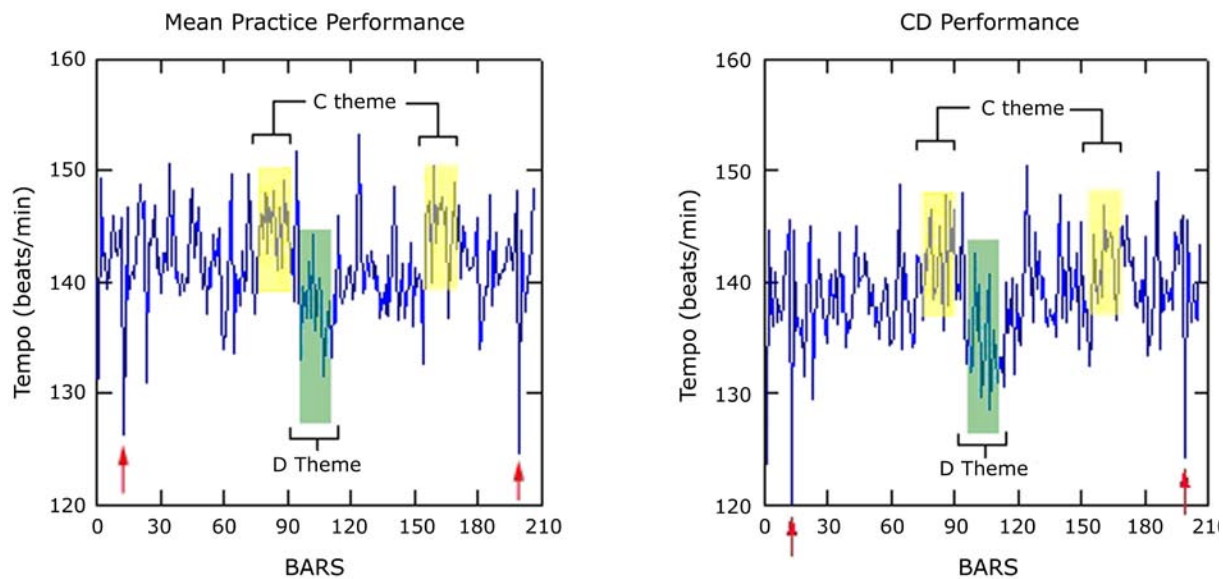 Mean Practice Performance
160
150
140
130
120
Tempo (beats/min)
C theme
D Theme
0 30 60 90 120 150 180 210
BARS
CD Performance
160
150
140
130
120
Tempo (beats/min)
C theme
D Theme
0 30 60 90 120 150 180 210
BARS